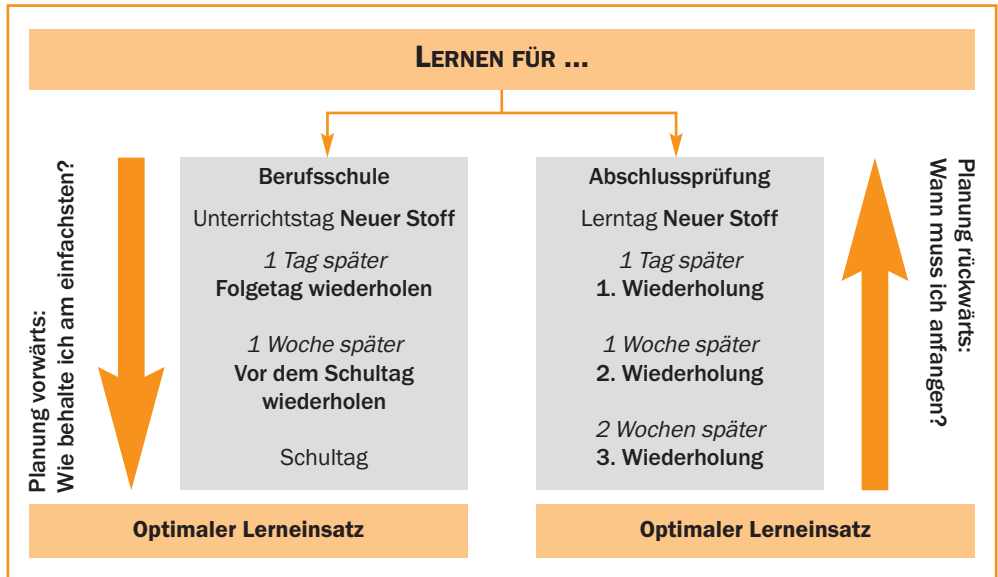 LERNEN FÜR ...
Planung vorwärts:
Wie behalte ich am einfachsten?
Berufsschule
Unterrichtstag Neuer Stoff
1 Tag später
Folgetag wiederholen
1 Woche später
Vor dem Schultag
wiederholen
Schultag
Optimaler Lerneinsatz
Abschlussprüfung
Lerntag Neuer Stoff
1 Tag später
1. Wiederholung
1 Woche später
2. Wiederholung
2 Wochen später
3. Wiederholung
Optimaler Lerneinsatz
Planung rückwärts:
Wann muss ich anfangen?